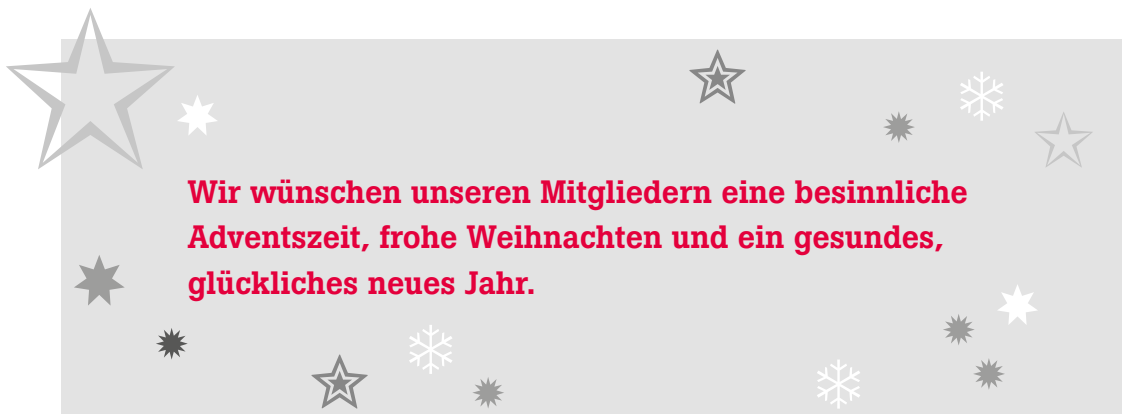 Wir wünschen unseren Mitgliedern eine besinnliche
Adventszeit, frohe Weihnachten und ein gesundes,
glückliches neues Jahr.